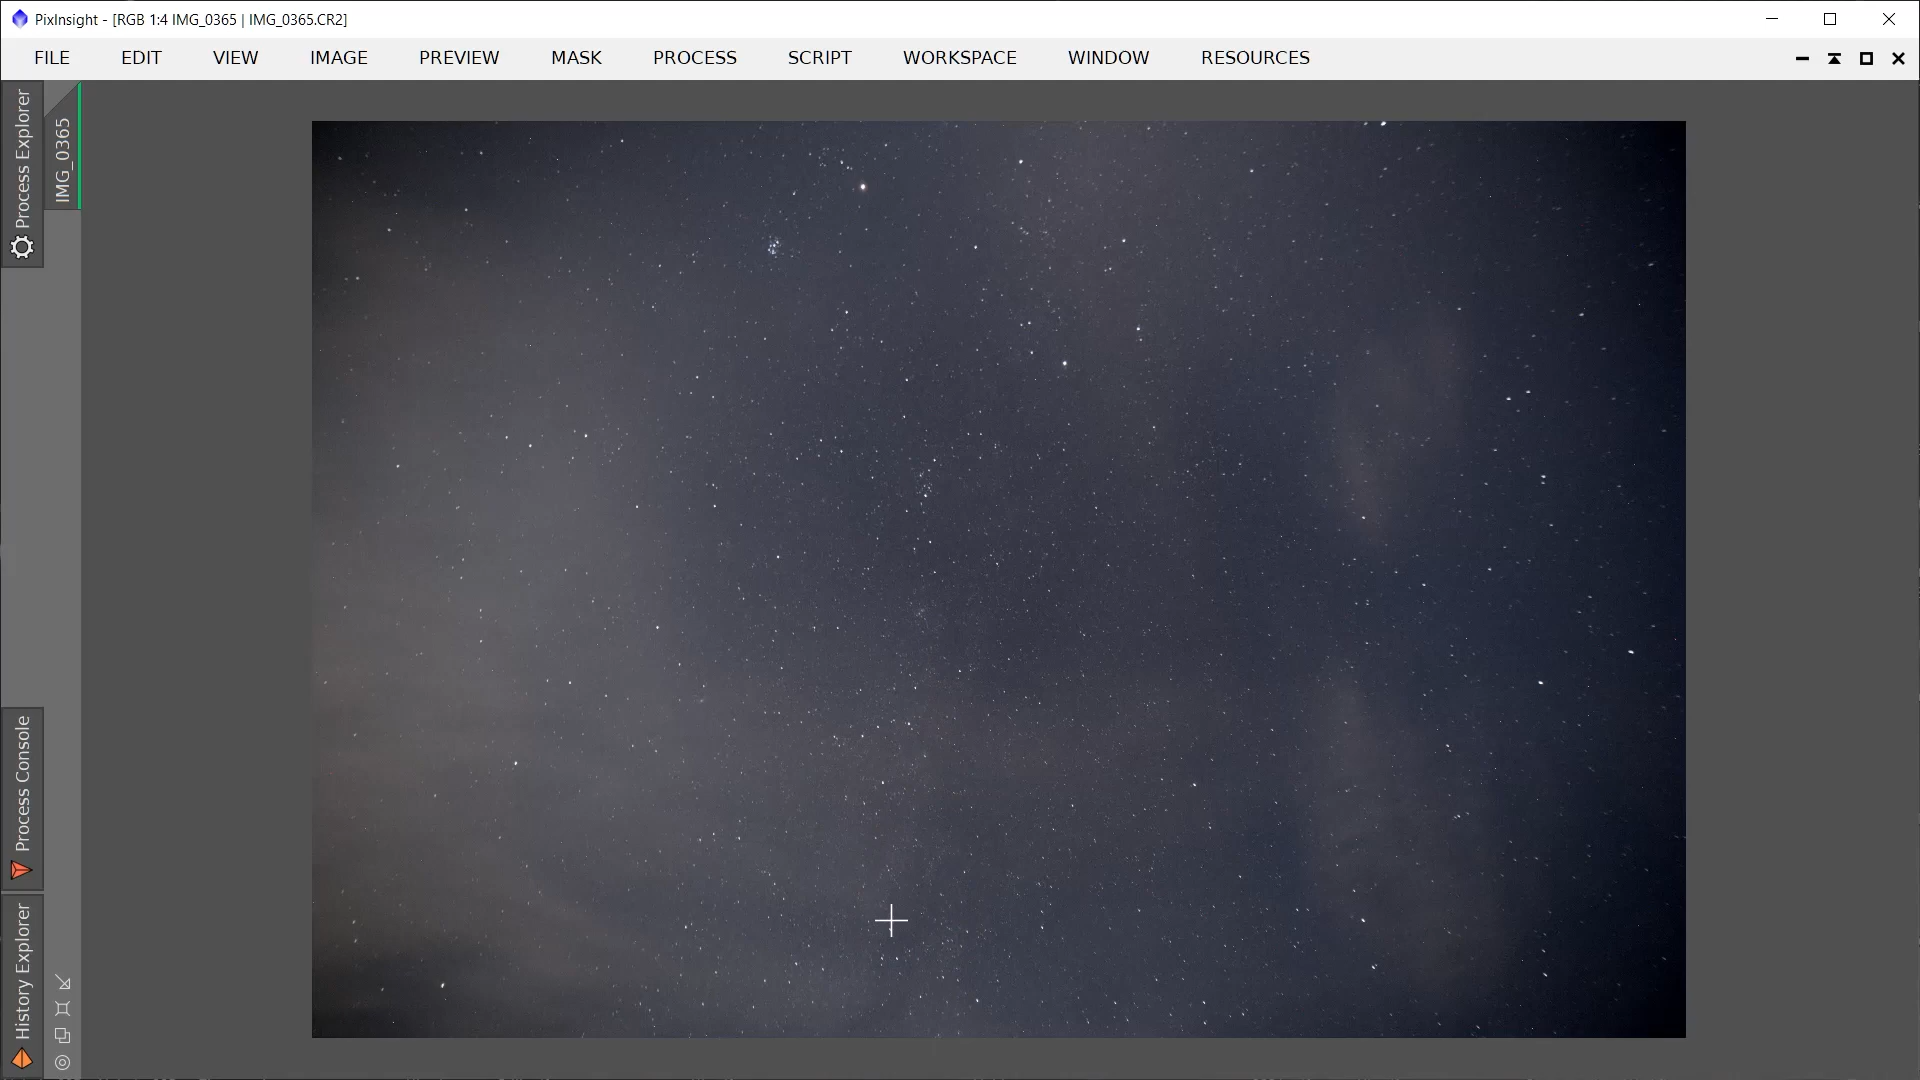 PixInsight - [RGB 1:4 IMG_0365 | IMG_0365.CR2]
FILE EDIT VIEW IMAGE PREVIEW MASK PROCESS SCRIPT WORKSPACE WINDOW RESOURCES
Process Explorer
IMG_0365
Process Console
History Explorer